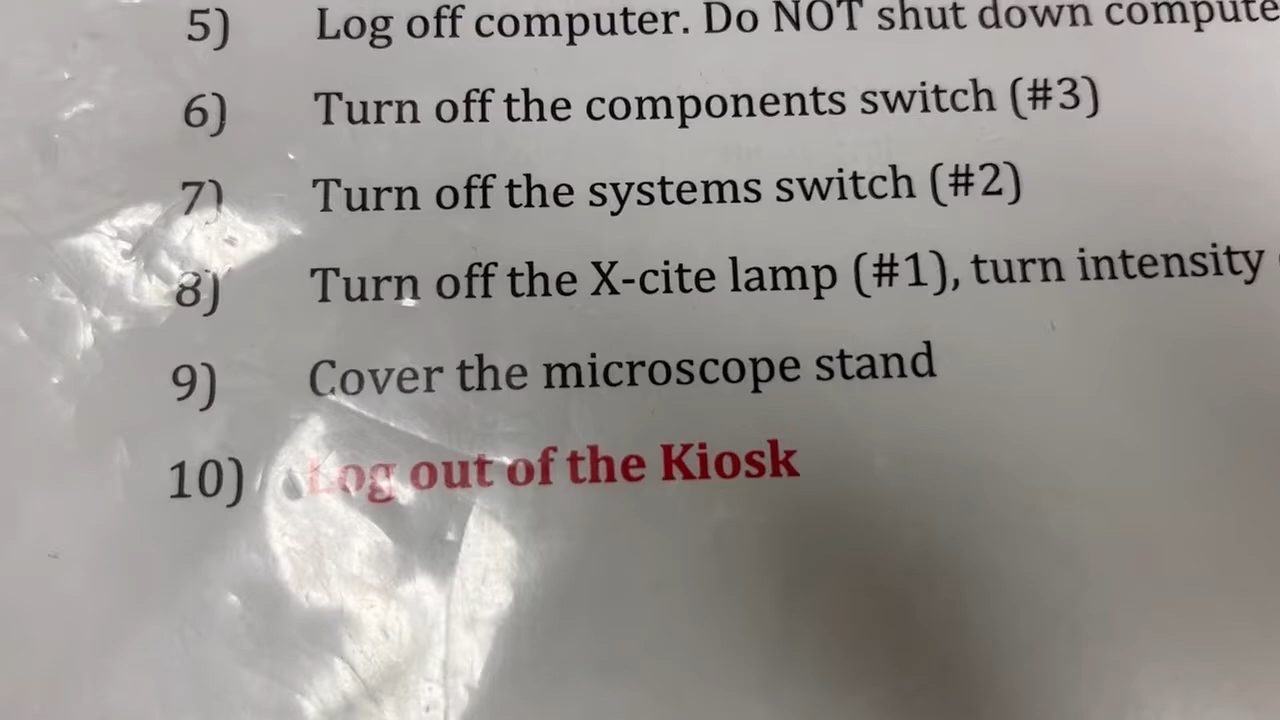 5) Log off computer. Do NOT shut down compute
6) Turn off the components switch (#3)
7) Turn off the systems switch (#2)
8) Turn off the X-cite lamp (#1), turn intensity
9) Cover the microscope stand
10) Log out of the Kiosk